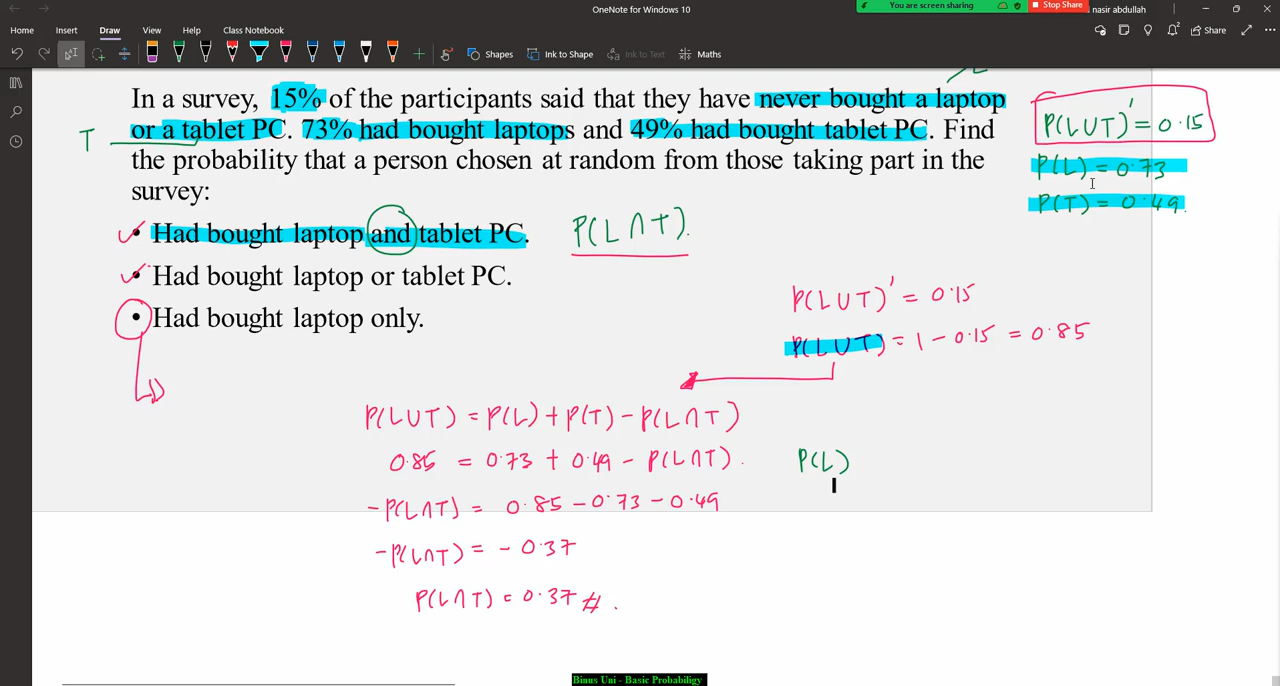 OneNote for Windows 10
You are screen sharing
Stop Share
nasir abdullah
Home Insert Draw View Help Class Notebook
Share
Shapes Ink to Shape Ink to Text Maths
In a survey, 15% of the participants said that they have never bought a laptop
or a tablet PC. 73% had bought laptops and 49% had bought tablet PC. Find
the probability that a person chosen at random from those taking part in the
survey:
T
• Had bought laptop and tablet PC.
P(L∩T).
• Had bought laptop or tablet PC.
• Had bought laptop only.
P(L∪T)' = 0.15
P(L) = 0.73
P(T) = 0.49.
P(L∪T)' = 0.15
P(L∪T) = 1 - 0.15 = 0.85
P(L∪T) = P(L) + P(T) - P(L∩T)
0.85 = 0.73 + 0.49 - P(L∩T).
-P(L∩T) = 0.85 - 0.73 - 0.49
-P(L∩T) = - 0.37
P(L∩T) = 0.37 #.
P(L)
Binus Uni - Basic Probabiligy